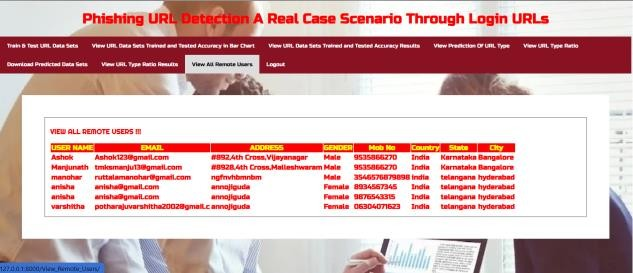 Phishing URL Detection A Real Case Scenario Through Login URLs
Train & Test URL Data Sets View URL Data Sets Trained and Tested Accuracy in Bar Chart View URL Data Sets Trained and Tested Accuracy Results View Prediction Of URL Type View URL Type Ratio
Download Predicted Data Sets View URL Type Ratio Results View All Remote Users Logout
VIEW ALL REMOTE USERS !!!
USER NAME EMAIL ADDRESS GENDER Mob No Country State City
Ashok Ashok123@gmail.com #892,4th Cross,Vijayanagar Male 9535866270 India Karnataka Bangalore
Manjunath tmksmanju13@gmail.com #8928,4th Cross,Malleshwaram Male 9535866270 India Karnataka Bangalore
manohar ruttalamanohar@gmail.com ngfnvhbmnbm Male 3546576879898 India telangana hyderabad
anisha anisha@gmail.com annojiguda Female 8934567345 India telangana hyderabad
anisha anisha@gmail.com annojiguda Female 9876543315 India telangana hyderabad
varshitha potharajuvarshitha2002@gmail.c annojiguda Female 06304071623 India telangana hyderabad
127.0.0.1:8000/View_Remote_Users/